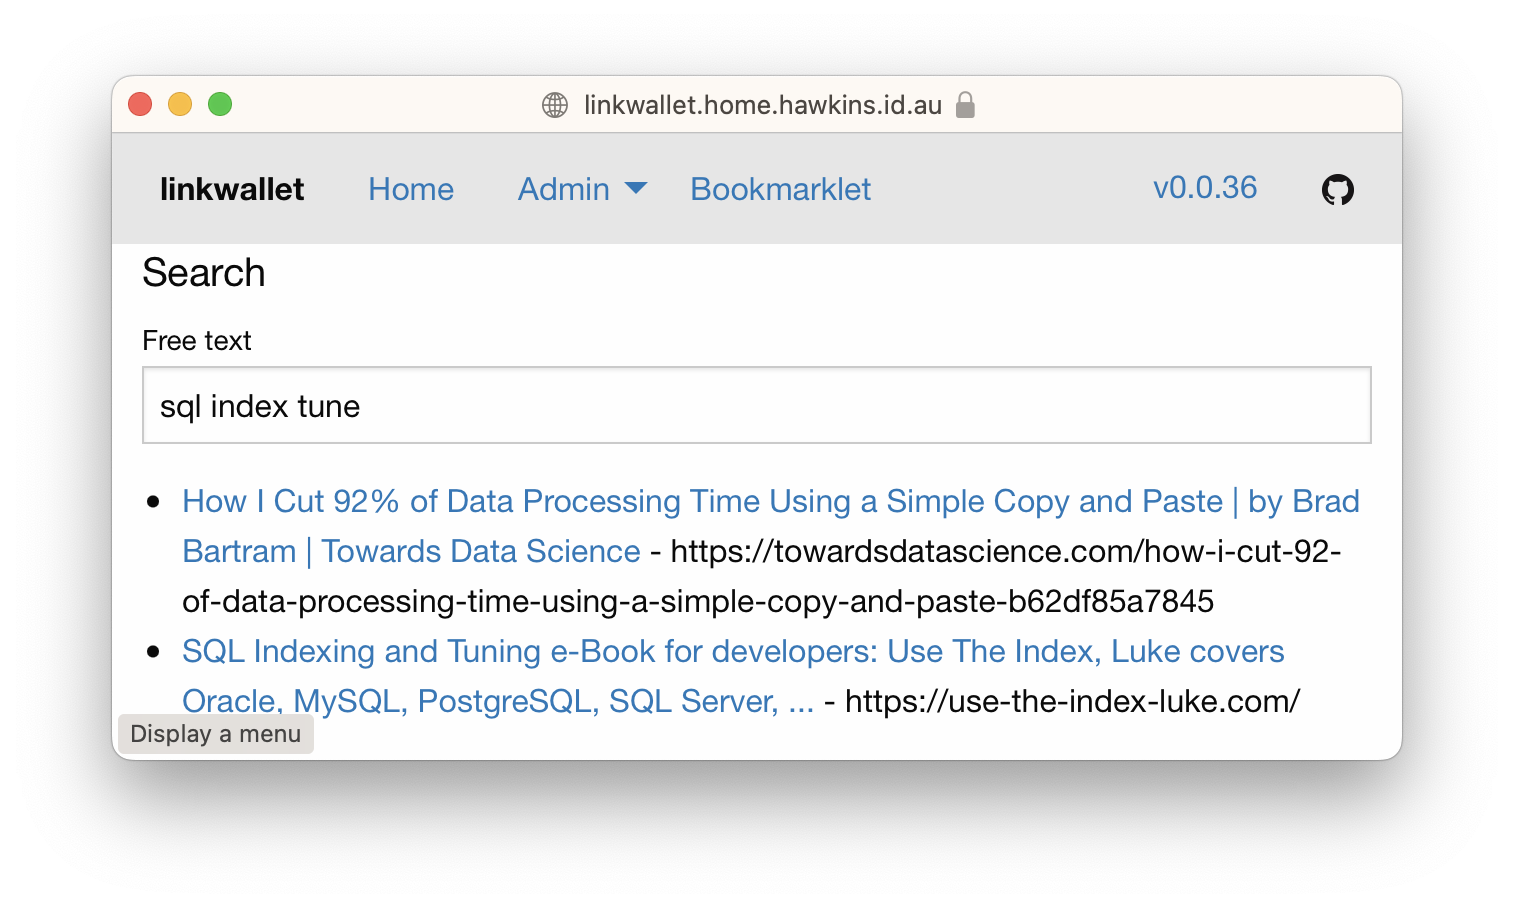 linkwallet.home.hawkins.id.au
linkwallet Home Admin Bookmarklet v0.0.36
Search
Free text
sql index tune
How I Cut 92% of Data Processing Time Using a Simple Copy and Paste | by Brad
Bartram | Towards Data Science - https://towardsdatascience.com/how-i-cut-92-
of-data-processing-time-using-a-simple-copy-and-paste-b62df85a7845
SQL Indexing and Tuning e-Book for developers: Use The Index, Luke covers
Oracle, MySQL, PostgreSQL, SQL Server, ... - https://use-the-index-luke.com/
Display a menu